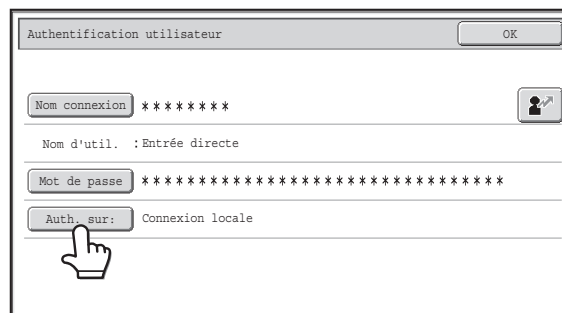 Authentification utilisateur OK
Nom connexion ********
Nom d'util. :Entrée directe
Mot de passe ********************************
Auth. sur: Connexion locale